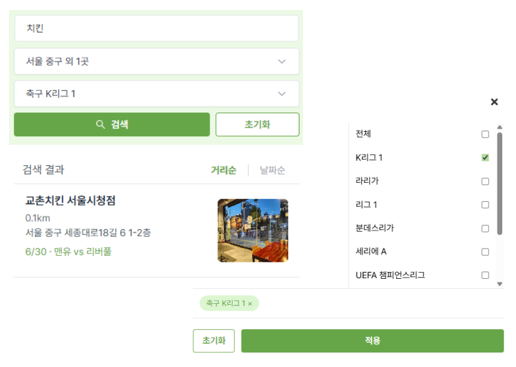 치킨
서울 중구 외 1곳
축구 K리그 1
검색
초기화
검색 결과
거리순
날짜순
교촌치킨 서울시청점
0.1km
서울 중구 세종대로18길 6 1-2층
6/30 · 맨유 vs 리버풀
×
전체
K리그 1
라리가
리그 1
분데스리가
세리에 A
UEFA 챔피언스리그
축구 K리그 1 ×
초기화
적용